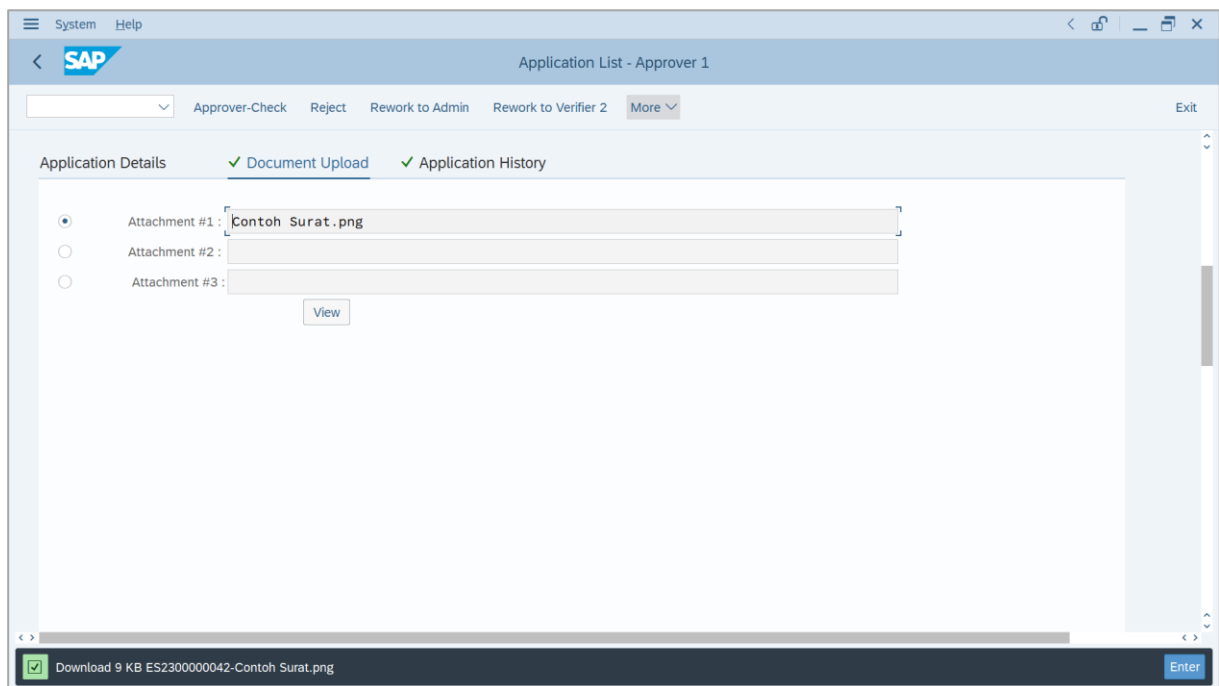 System Help
SAP
Application List - Approver 1
Approver-Check Reject Rework to Admin Rework to Verifier 2 More Exit
Application Details Document Upload Application History
Attachment #1 : Contoh Surat.png
Attachment #2 :
Attachment #3 :
View
Download 9 KB ES2300000042-Contoh Surat.png Enter